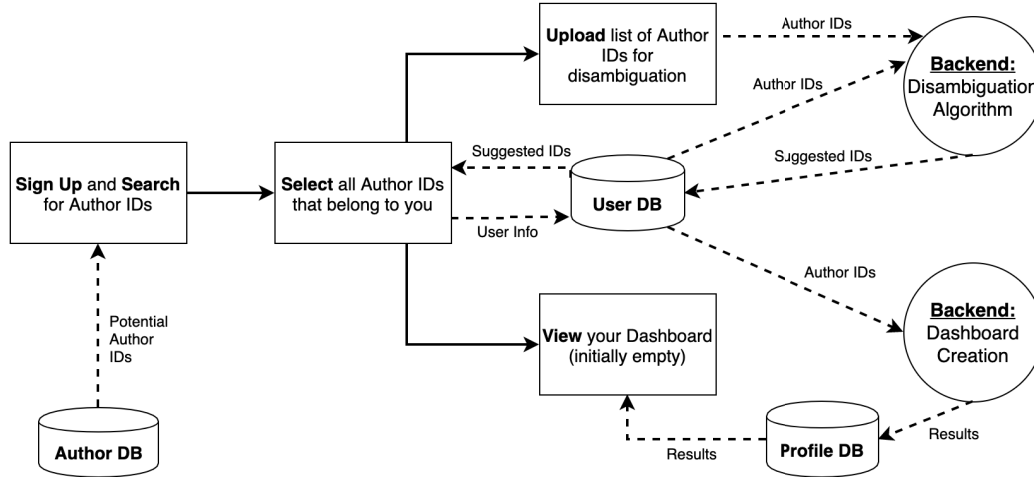 Upload list of Author
IDs for
disambiguation
Author IDs
Backend:
Disambiguation
Algorithm
Author IDs
Suggested IDs
Suggested IDs
Sign Up and Search
for Author IDs
Select all Author IDs
that belong to you
User DB
User Info
Author IDs
Backend:
Dashboard
Creation
Potential
Author
IDs
View your Dashboard
(initially empty)
Author DB
Results
Profile DB
Results